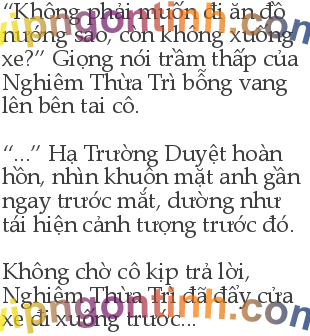 “Không phải muốn đi ăn đồ
nướng sao, còn không xuống
xe?” Giọng nói trầm thấp của
Nghiêm Thừa Trì bỗng vang
lên bên tai cô.
“...” Hạ Trường Duyệt hoàn
hồn, nhìn khuôn mặt anh gần
ngay trước mắt, dường như
tái hiện cảnh tượng trước đó.
Không chờ cô kịp trả lời,
Nghiêm Thừa Trì đã đẩy cửa
xe đi xuống trước...
vipngontinh.com
vipngontinh.com